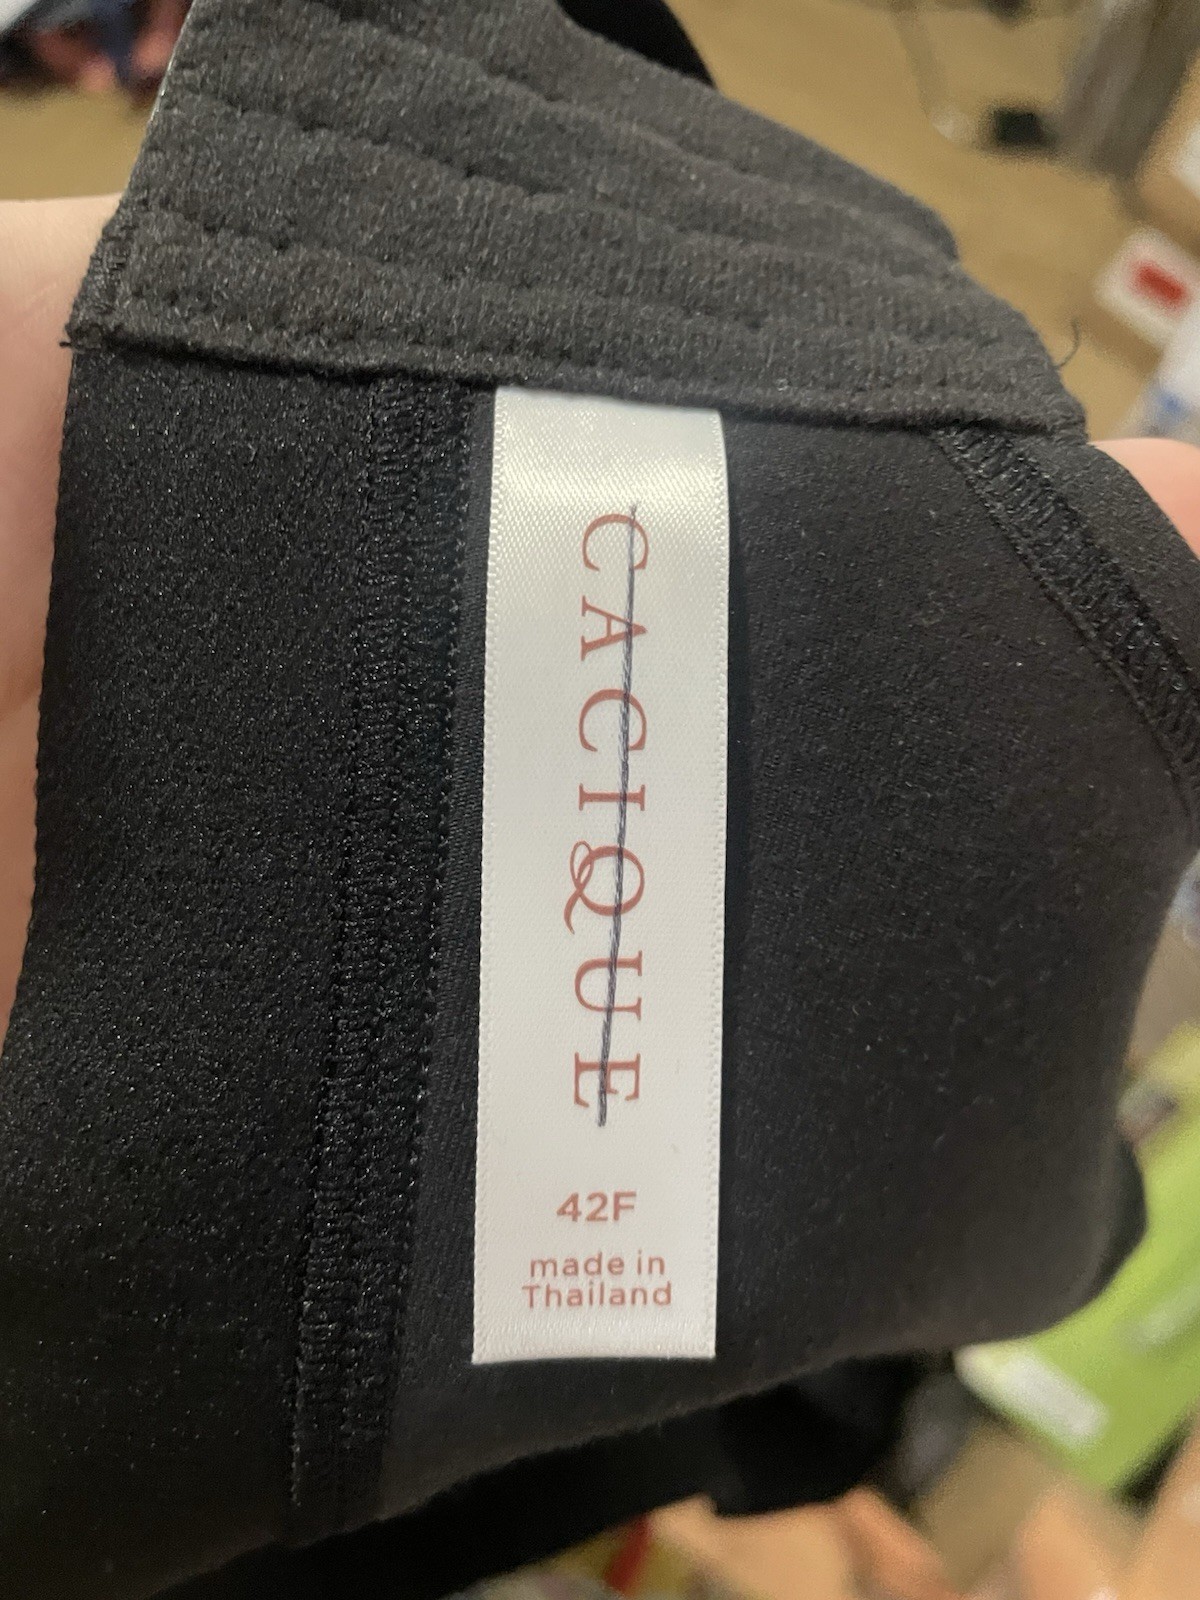 CACIQUE
42F
made in
Thailand